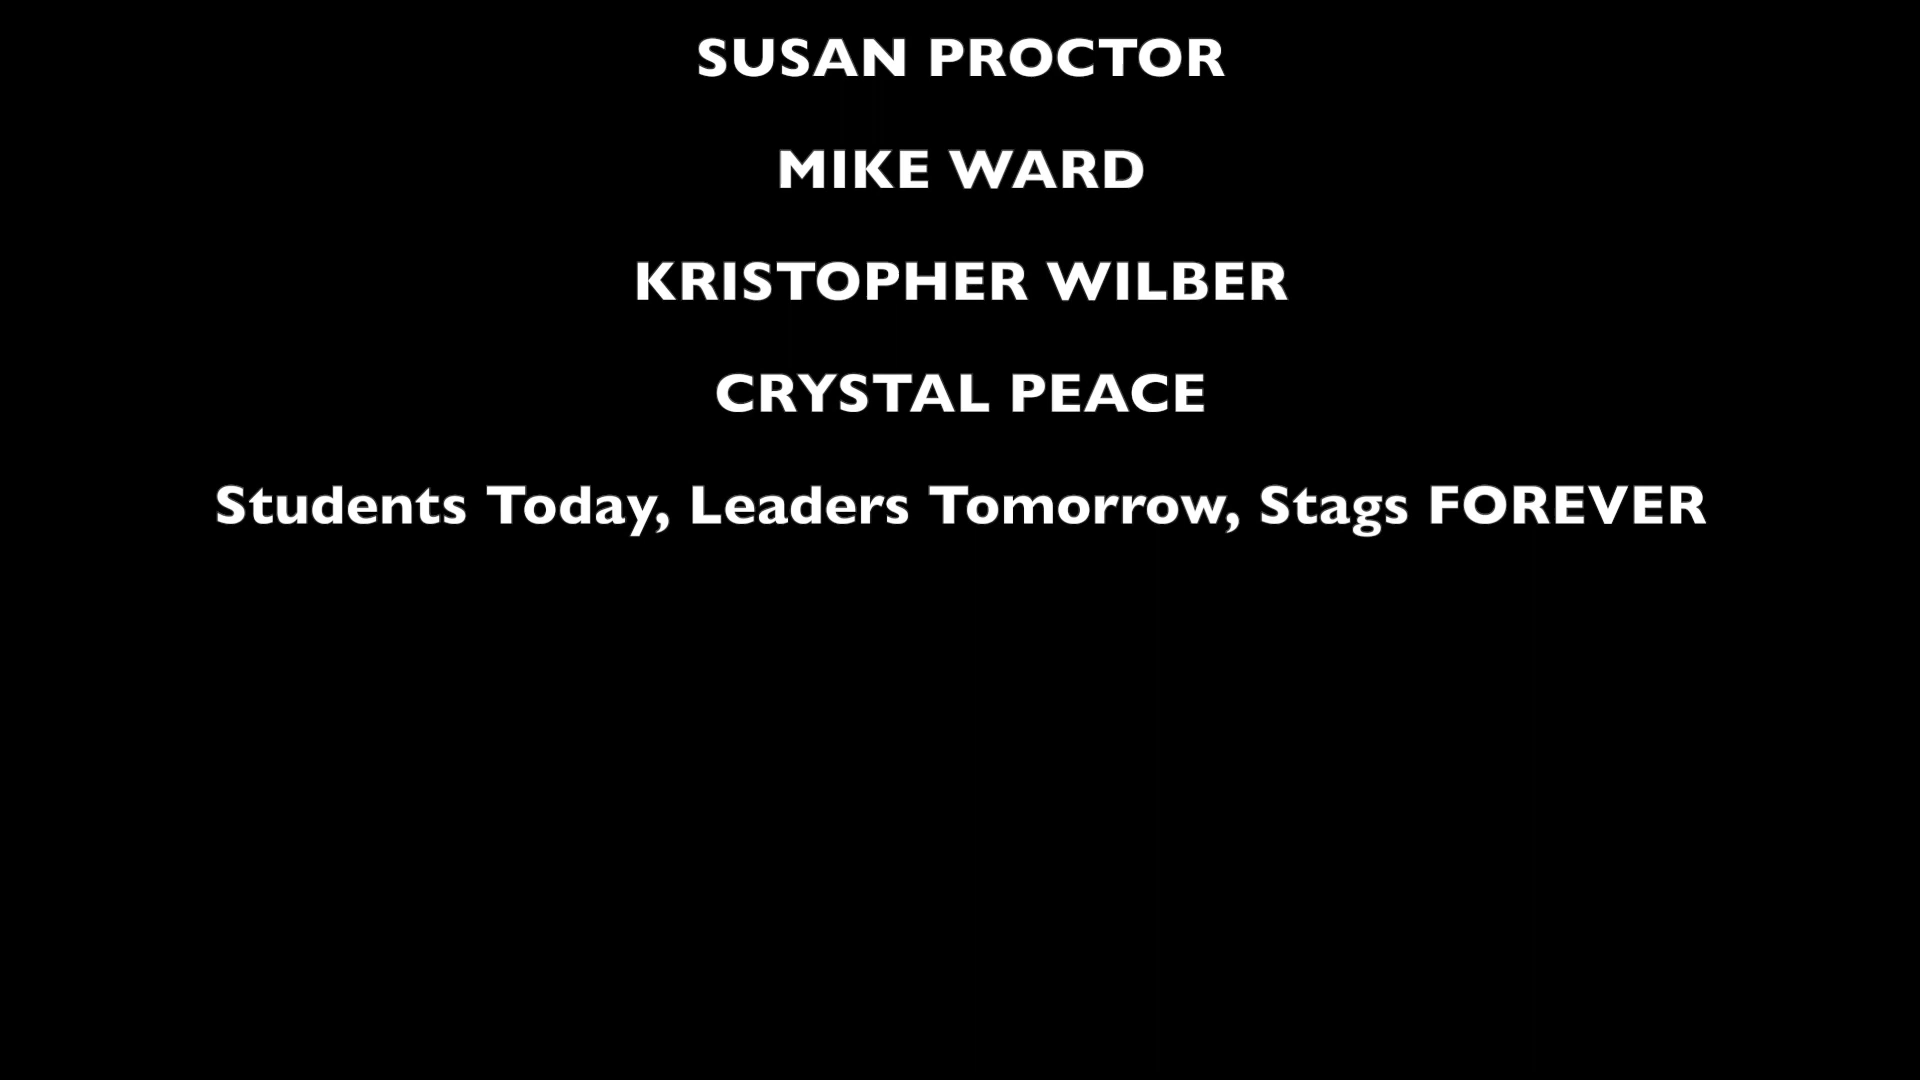 SUSAN PROCTOR
MIKE WARD
KRISTOPHER WILBER
CRYSTAL PEACE
Students Today, Leaders Tomorrow, Stags FOREVER